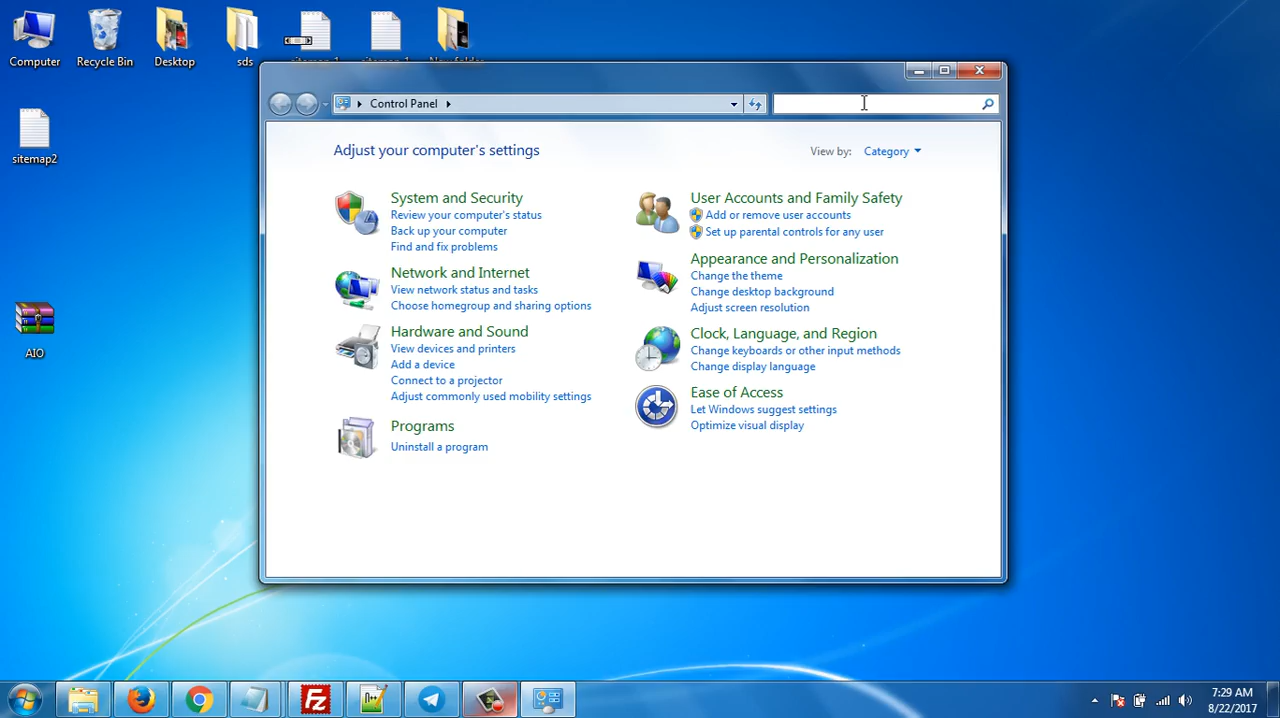 Computer
Recycle Bin
Desktop
sds
sitemap2
AIO
Control Panel
Adjust your computer's settings
View by: Category
System and Security
Review your computer's status
Back up your computer
Find and fix problems
Network and Internet
View network status and tasks
Choose homegroup and sharing options
Hardware and Sound
View devices and printers
Add a device
Connect to a projector
Adjust commonly used mobility settings
Programs
Uninstall a program
User Accounts and Family Safety
Add or remove user accounts
Set up parental controls for any user
Appearance and Personalization
Change the theme
Change desktop background
Adjust screen resolution
Clock, Language, and Region
Change keyboards or other input methods
Change display language
Ease of Access
Let Windows suggest settings
Optimize visual display
Fz
7:29 AM
8/22/2017